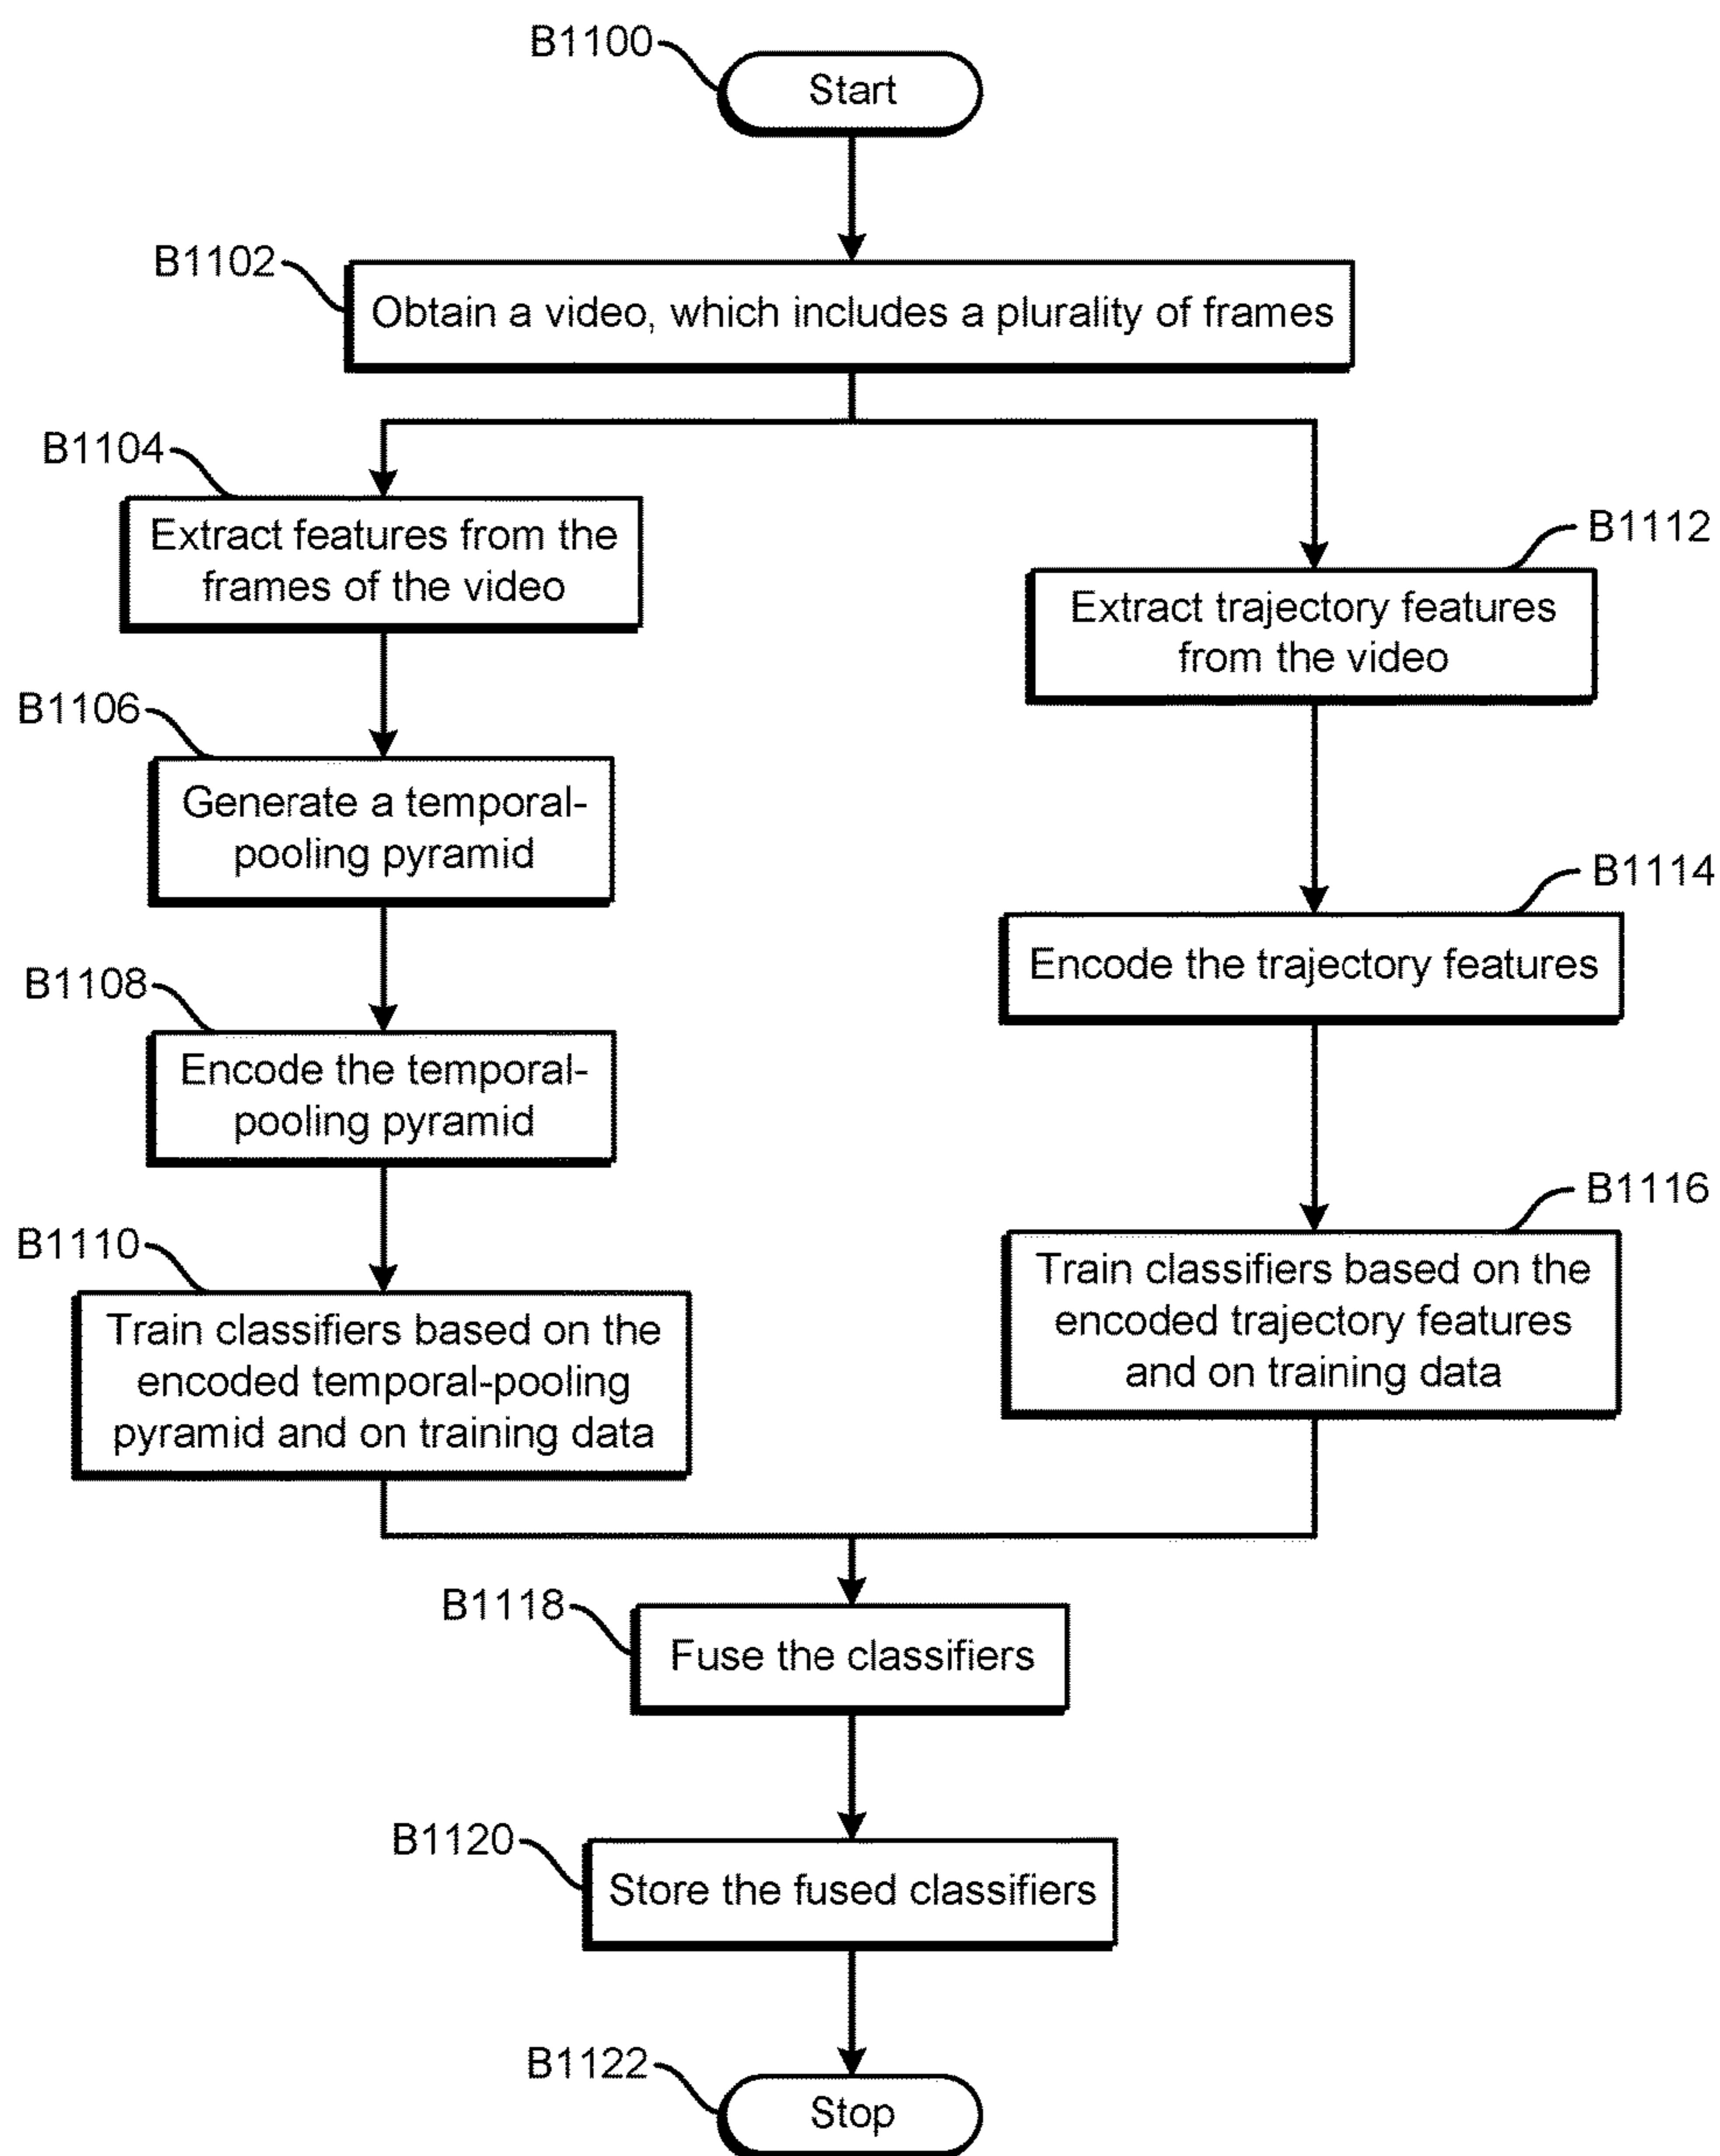 B1100
Start
B1102
Obtain a video, which includes a plurality of frames
B1104
Extract features from the
frames of the video
B1106
Generate a temporal-
pooling pyramid
B1108
Encode the temporal-
pooling pyramid
B1110
Train classifiers based on the
encoded temporal-pooling
pyramid and on training data
B1112
Extract trajectory features
from the video
B1114
Encode the trajectory features
B1116
Train classifiers based on the
encoded trajectory features
and on training data
B1118
Fuse the classifiers
B1120
Store the fused classifiers
B1122
Stop